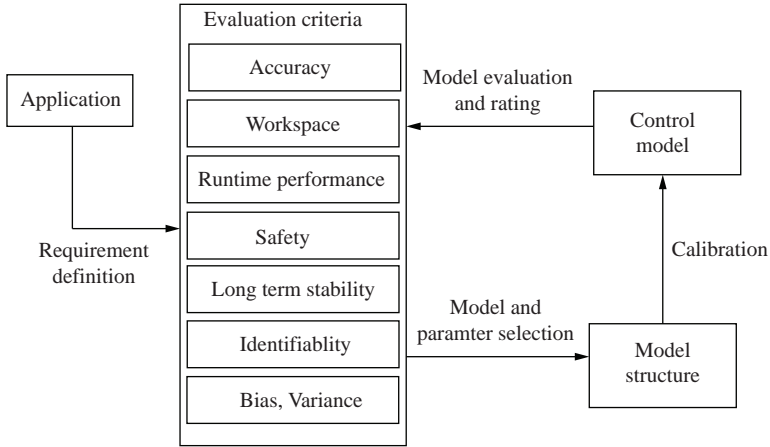 Evaluation criteria
Accuracy
Workspace
Runtime performance
Safety
Long term stability
Identifiablity
Bias, Variance
Application
Requirement
definition
Model evaluation
and rating
Control
model
Calibration
Model and
paramter selection
Model
structure